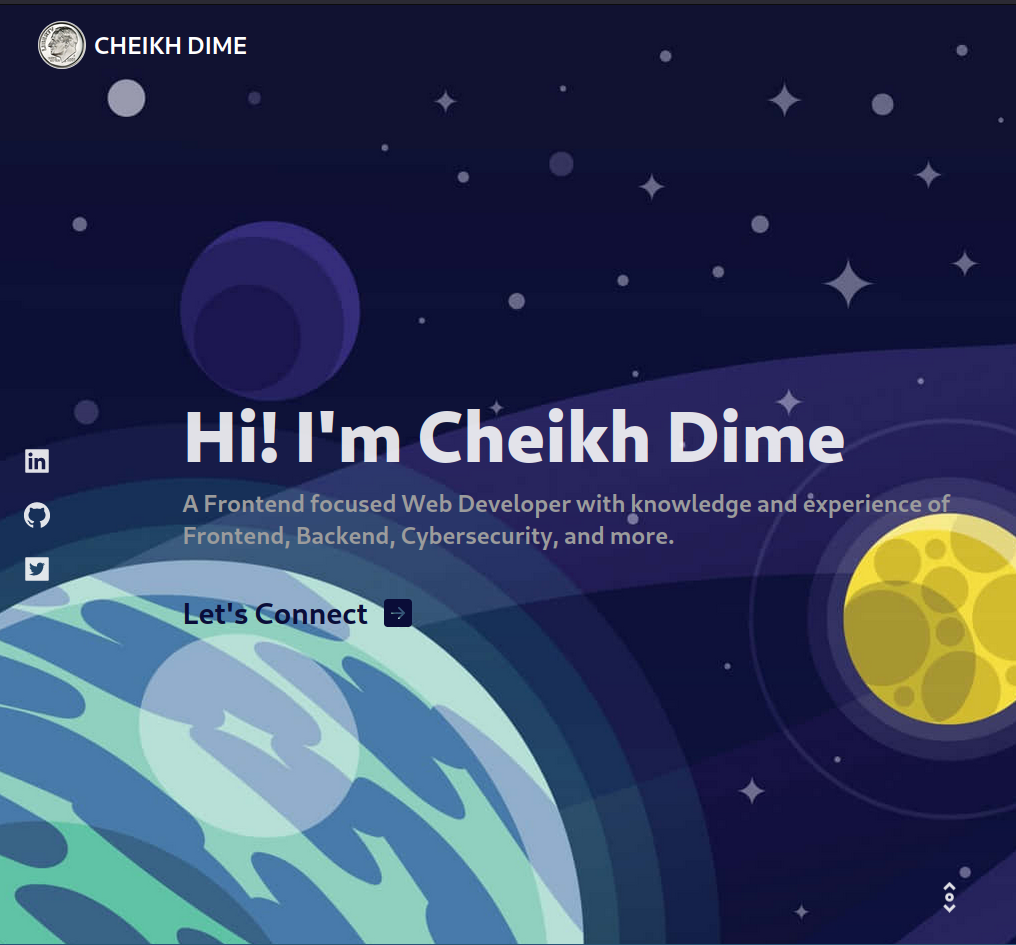 CHEIKH DIME
Hi! I'm Cheikh Dime
A Frontend focused Web Developer with knowledge and experience of
Frontend, Backend, Cybersecurity, and more.
Let's Connect